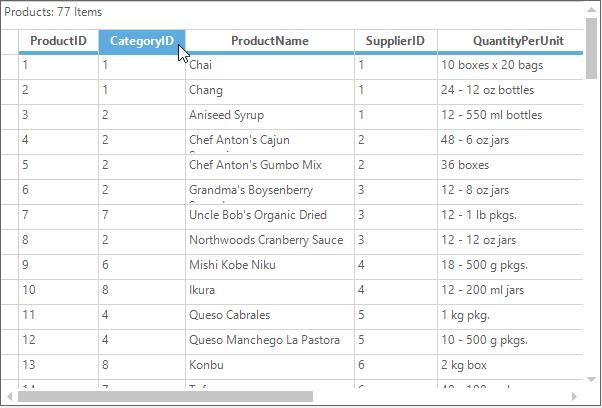 Products: 77 Items
ProductID CategoryID ProductName SupplierID QuantityPerUnit
1 1 Chai 1 10 boxes x 20 bags
2 1 Chang 1 24 - 12 oz bottles
3 2 Aniseed Syrup 1 12 - 550 ml bottles
4 2 Chef Anton's Cajun 2 48 - 6 oz jars
5 2 Chef Anton's Gumbo Mix 2 36 boxes
6 2 Grandma's Boysenberry 3 12 - 8 oz jars
7 7 Uncle Bob's Organic Dried 3 12 - 1 lb pkgs.
8 2 Northwoods Cranberry Sauce 3 12 - 12 oz jars
9 6 Mishi Kobe Niku 4 18 - 500 g pkgs.
10 8 Ikura 4 12 - 200 ml jars
11 4 Queso Cabrales 5 1 kg pkg.
12 4 Queso Manchego La Pastora 5 10 - 500 g pkgs.
13 8 Konbu 6 2 kg box